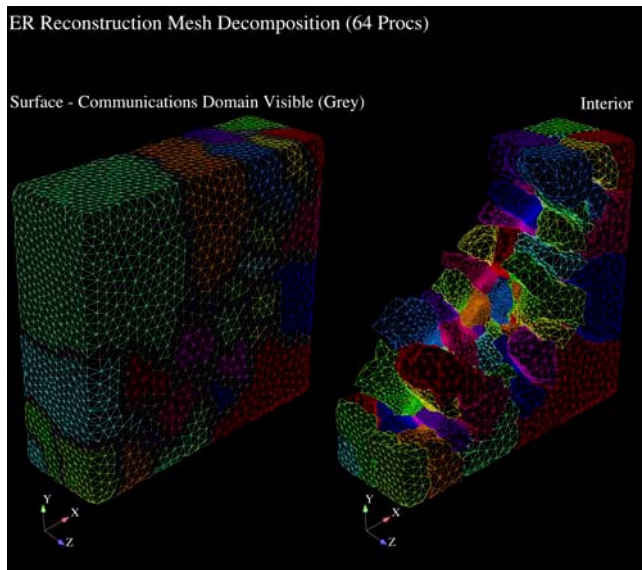 ER Reconstruction Mesh Decomposition (64 Procs)
Surface - Communications Domain Visible (Grey)
Interior
Y
X
Z
Y
X
Z